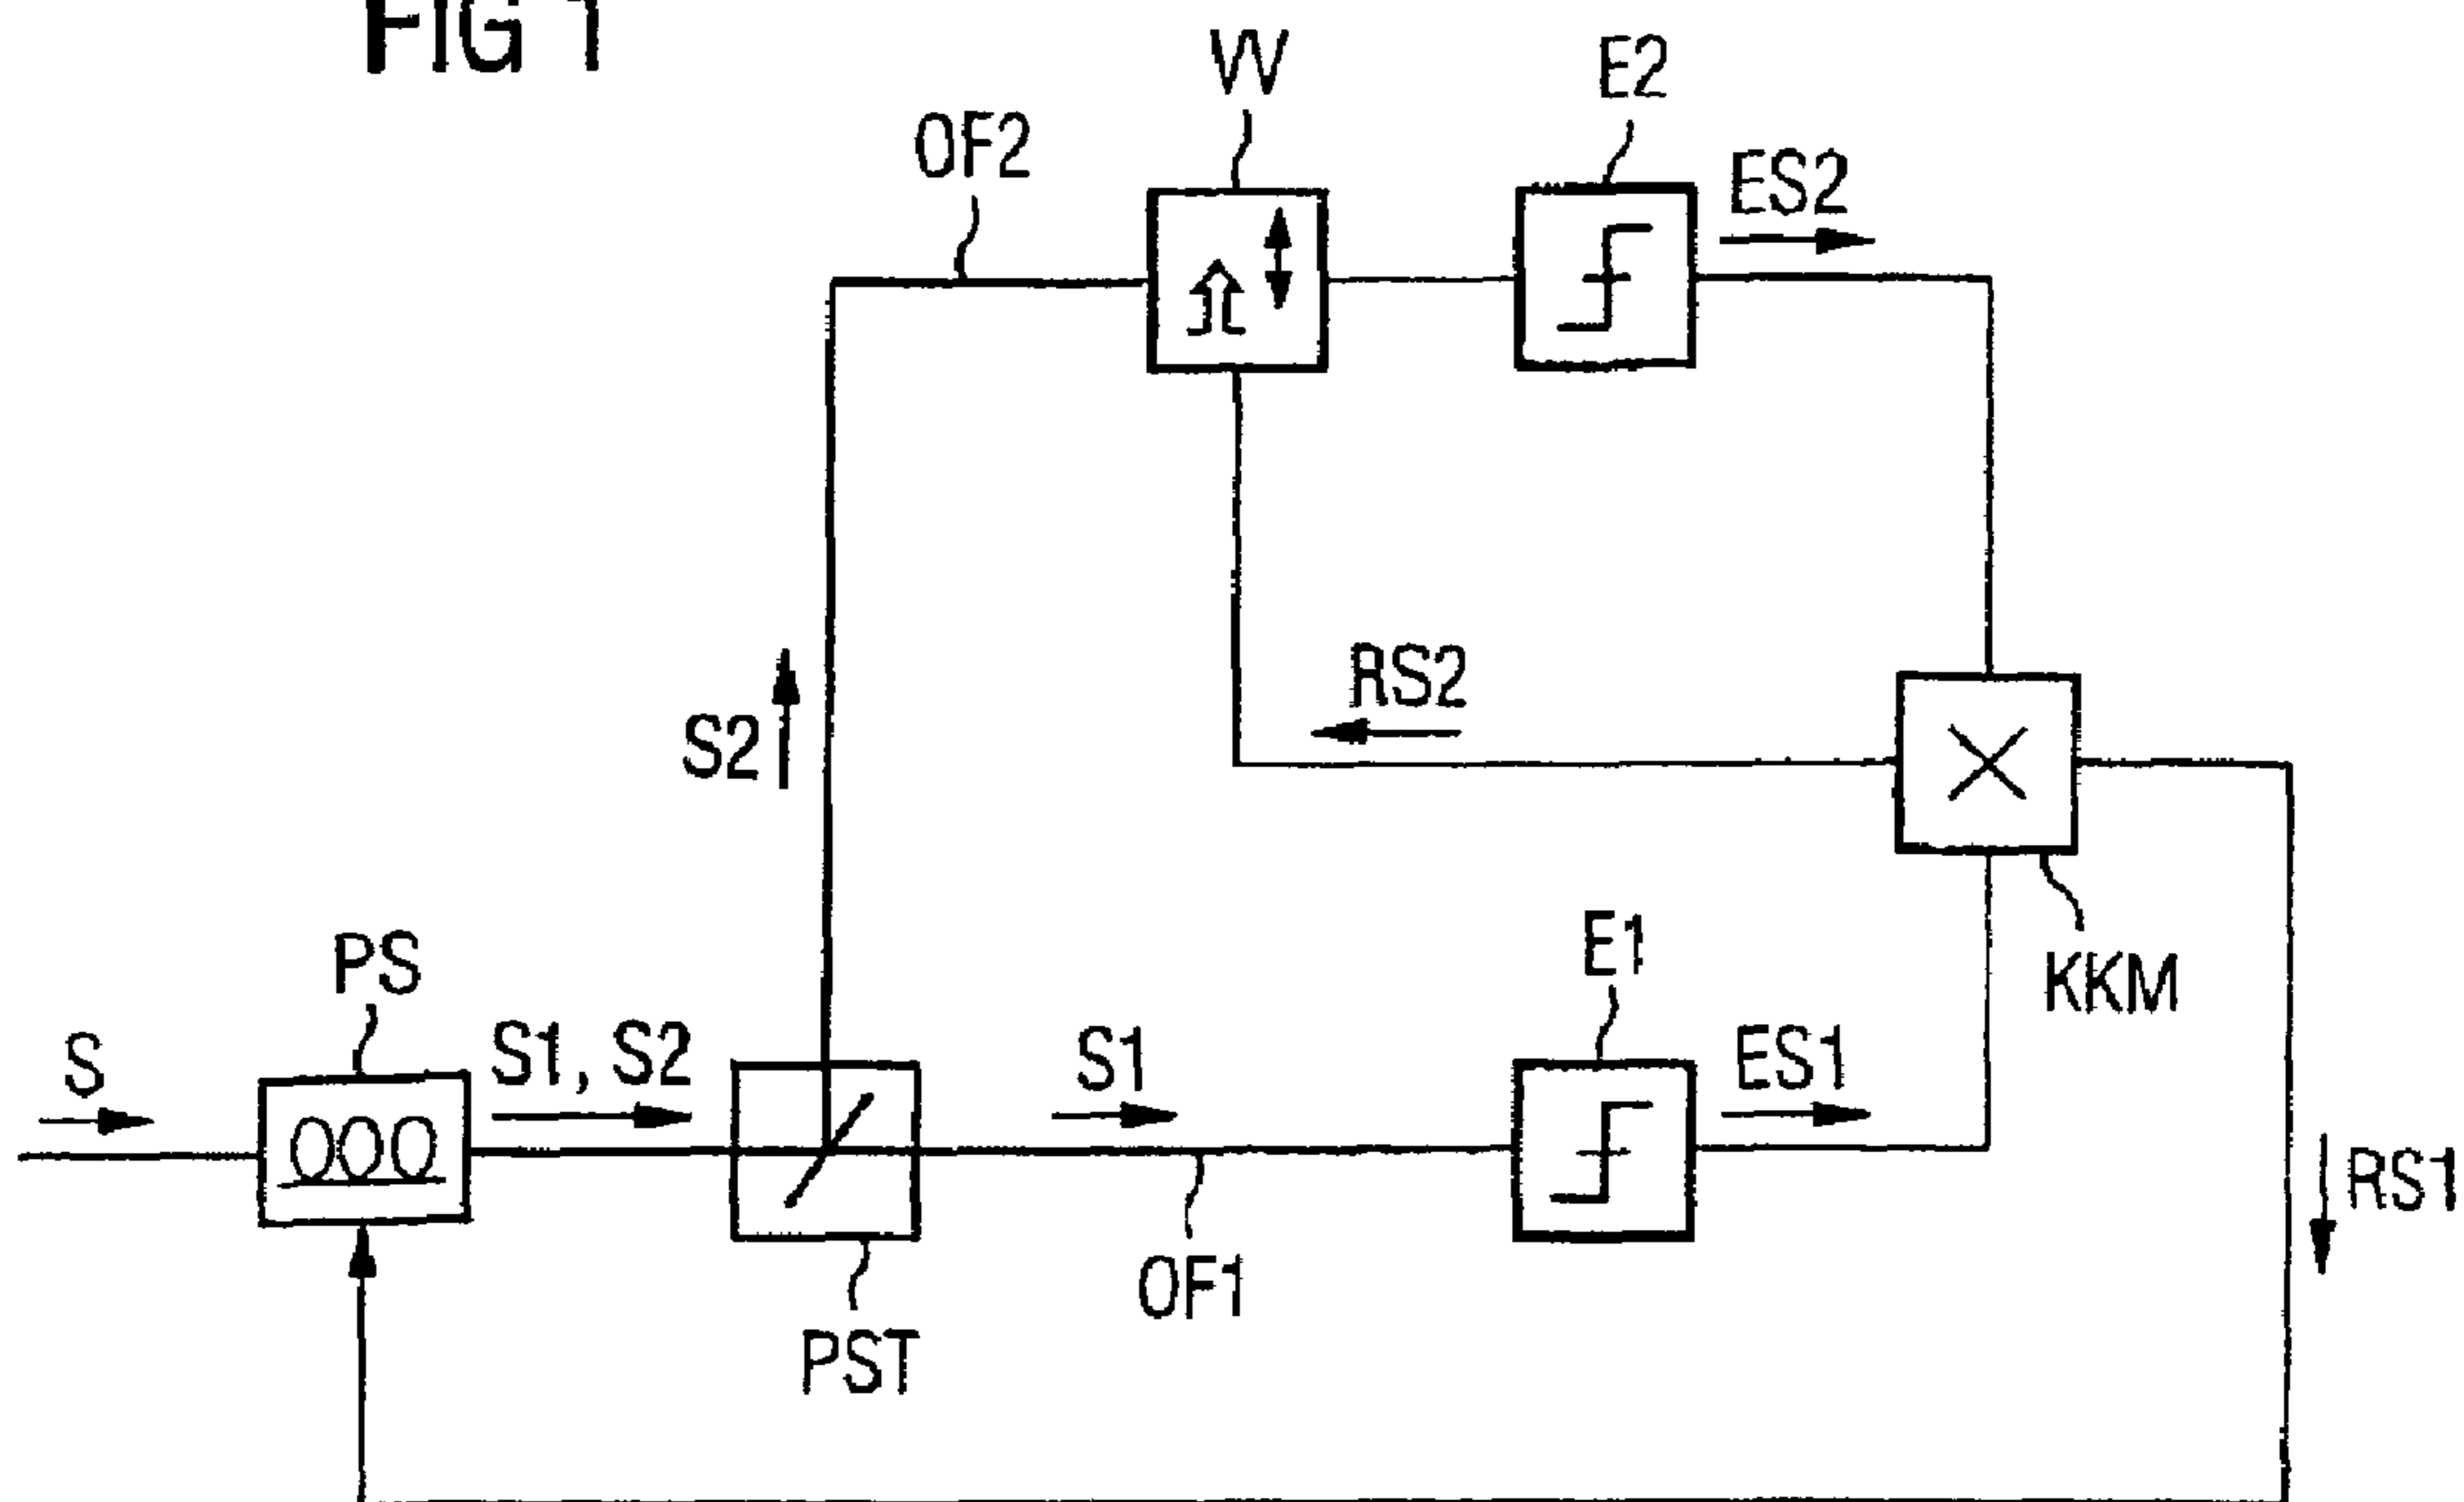 FIG 1
W
E2
OF2
ES2
RS2
S2
PS
E1
KKM
S
S1, S2
S1
ES1
RS1
OF1
PST